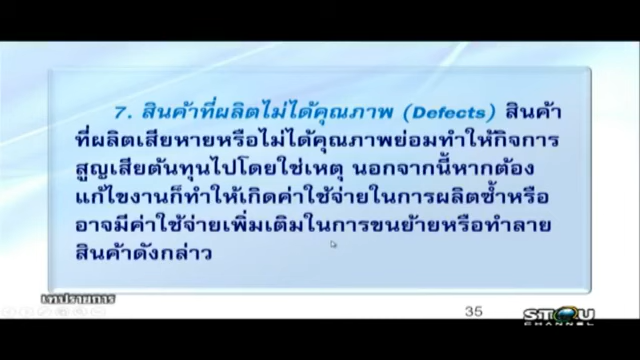 7. สินค้าที่ผลิตไม่ได้คุณภาพ (Defects) สินค้า
ที่ผลิตเสียหายหรือไม่ได้คุณภาพย่อมทำให้กิจการ
สูญเสียต้นทุนไปโดยใช่เหตุ นอกจากนี้หากต้อง
แก้ไขงานก็ทำให้เกิดค่าใช้จ่ายในการผลิตซ้ำหรือ
อาจมีค่าใช้จ่ายเพิ่มเติมในการขนย้ายหรือทำลาย
สินค้าดังกล่าว
เทปรายการ
35
STOU
CHANNEL